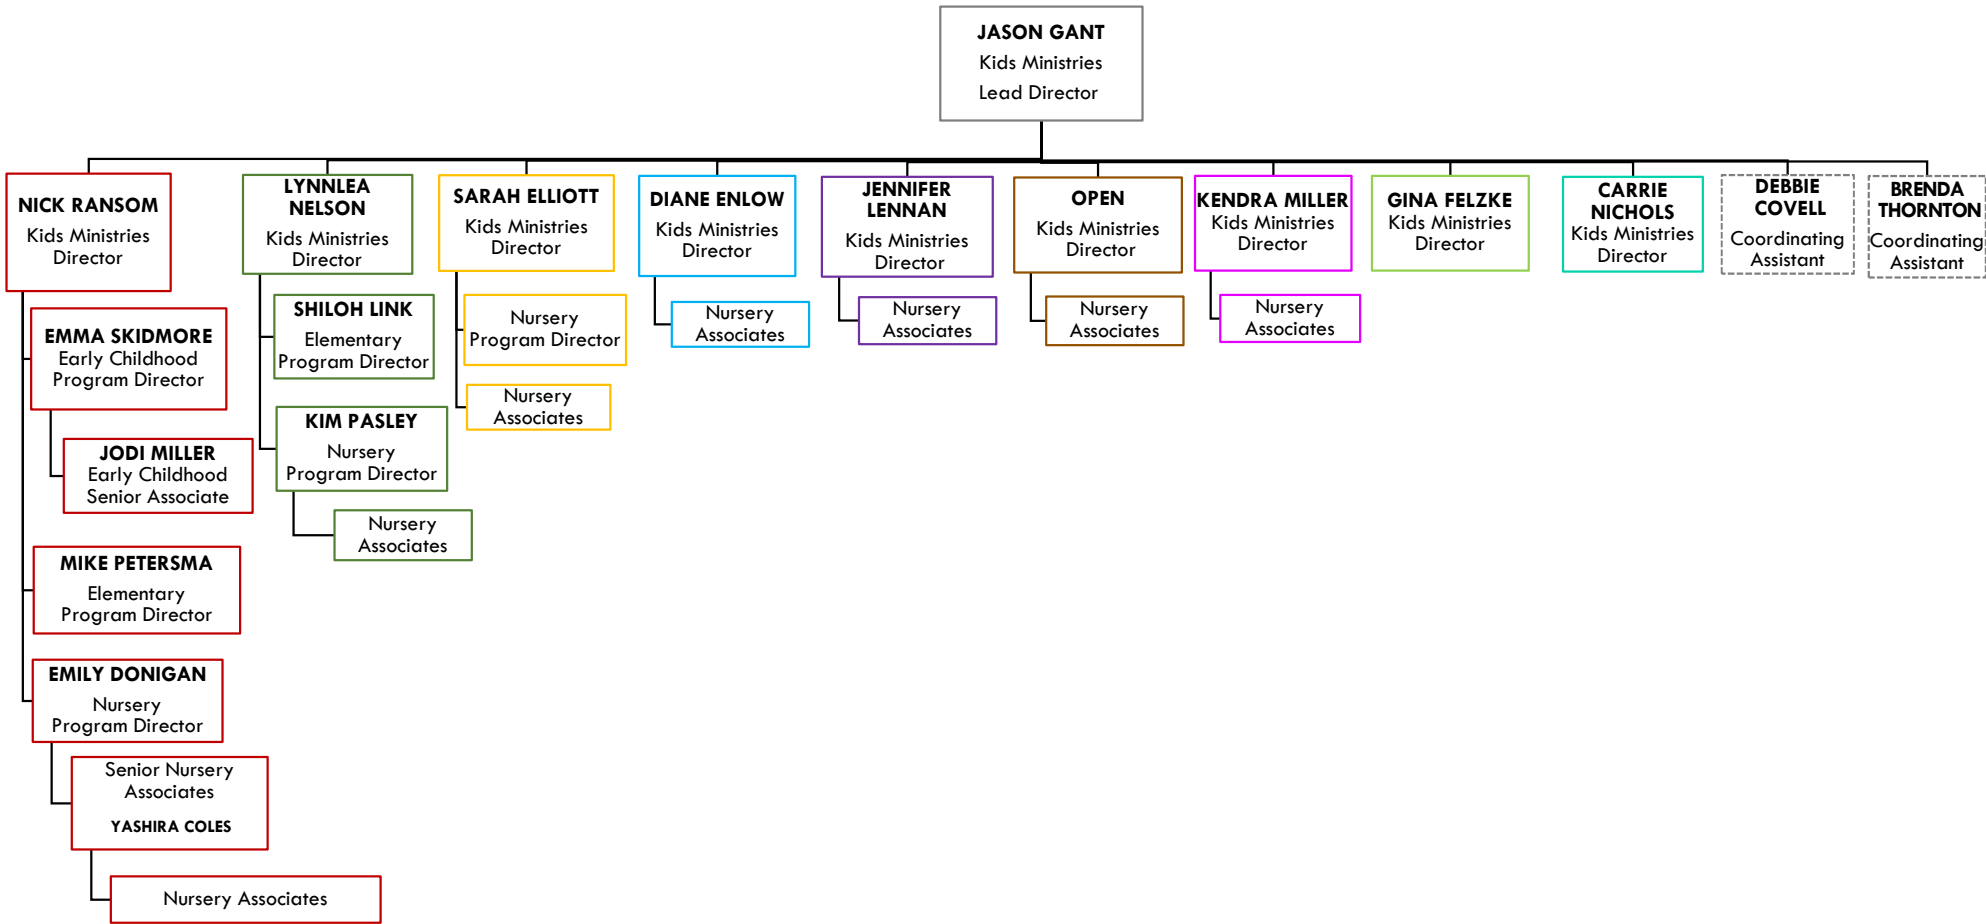 JASON GANT
Kids Ministries
Lead Director
NICK RANSOM
Kids Ministries
Director
EMMA SKIDMORE
Early Childhood
Program Director
JODI MILLER
Early Childhood
Senior Associate
MIKE PETERSMA
Elementary
Program Director
EMILY DONIGAN
Nursery
Program Director
Senior Nursery
Associates
YASHIRA COLES
Nursery Associates
LYNNLEA
NELSON
Kids Ministries
Director
SHILOH LINK
Elementary
Program Director
KIM PASLEY
Nursery
Program Director
Nursery
Associates
SARAH ELLIOTT
Kids Ministries
Director
Nursery
Program Director
Nursery
Associates
DIANE ENLOW
Kids Ministries
Director
Nursery
Associates
JENNIFER
LENNAN
Kids Ministries
Director
Nursery
Associates
OPEN
Kids Ministries
Director
Nursery
Associates
KENDRA MILLER
Kids Ministries
Director
Nursery
Associates
GINA FELZKE
Kids Ministries
Director
CARRIE
NICHOLS
Kids Ministries
Director
DEBBIE
COVELL
Coordinating
Assistant
BRENDA
THORNTON
Coordinating
Assistant